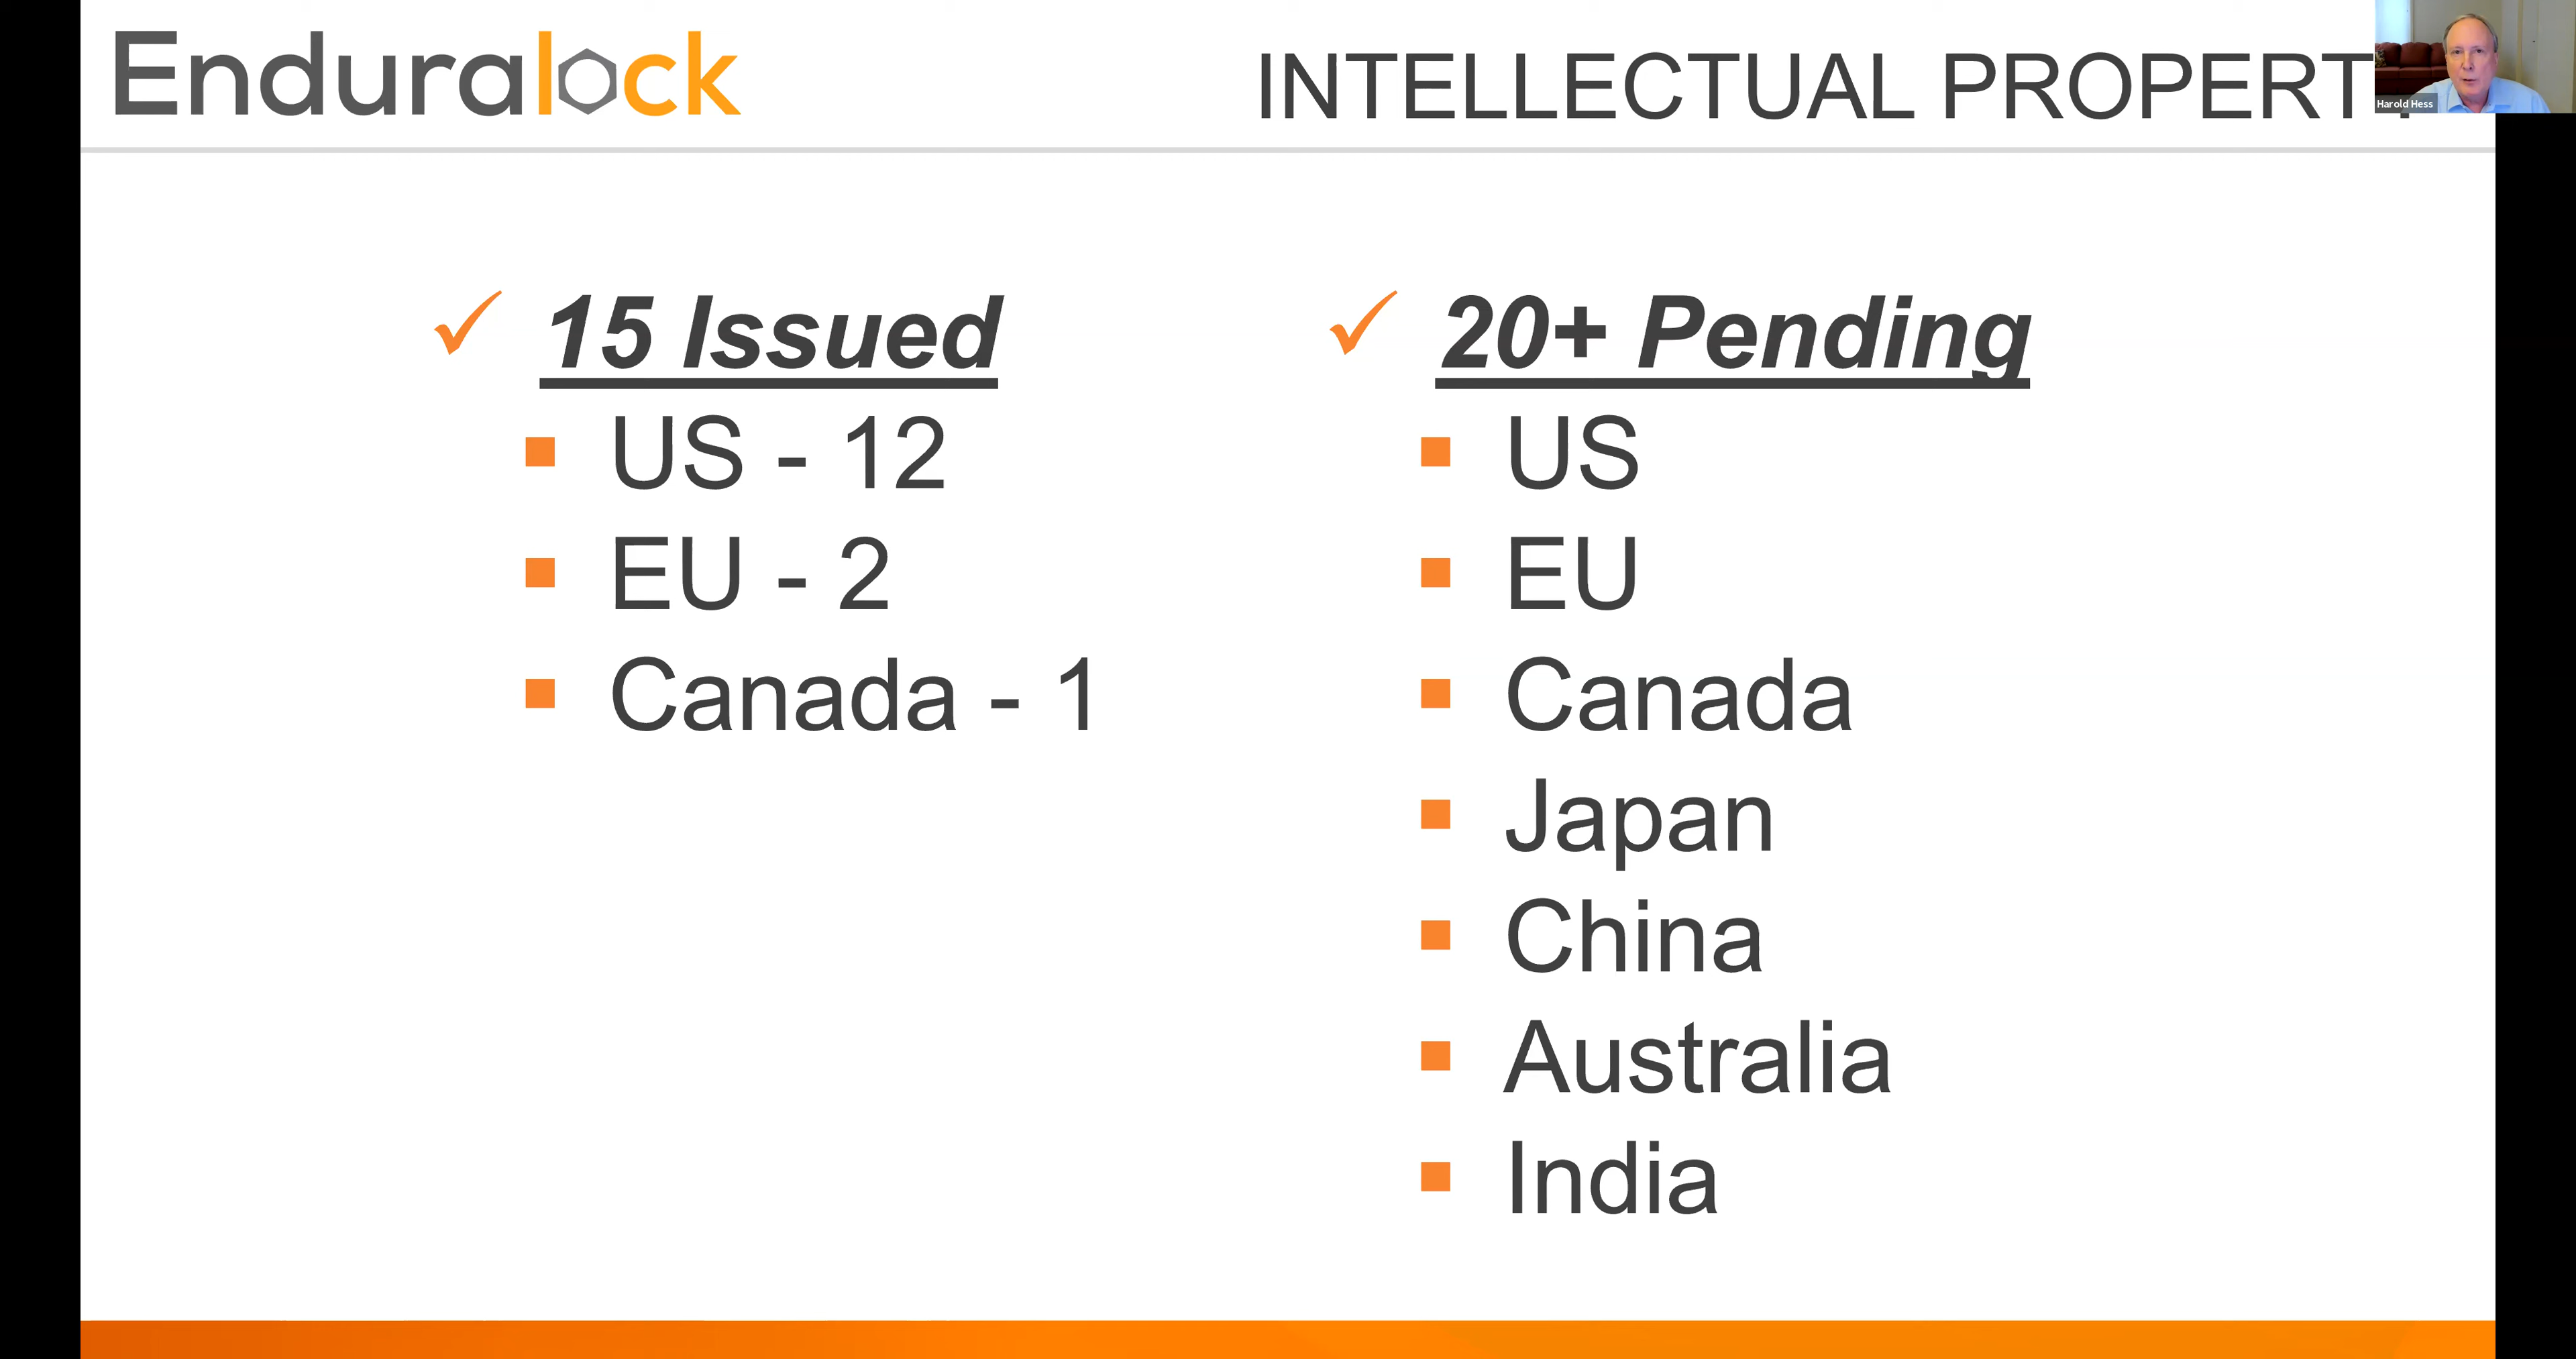 Enduralock
INTELLECTUAL PROPERTY
Harold Hess
✓ 15 Issued
▪ US - 12
▪ EU - 2
▪ Canada - 1
✓ 20+ Pending
▪ US
▪ EU
▪ Canada
▪ Japan
▪ China
▪ Australia
▪ India